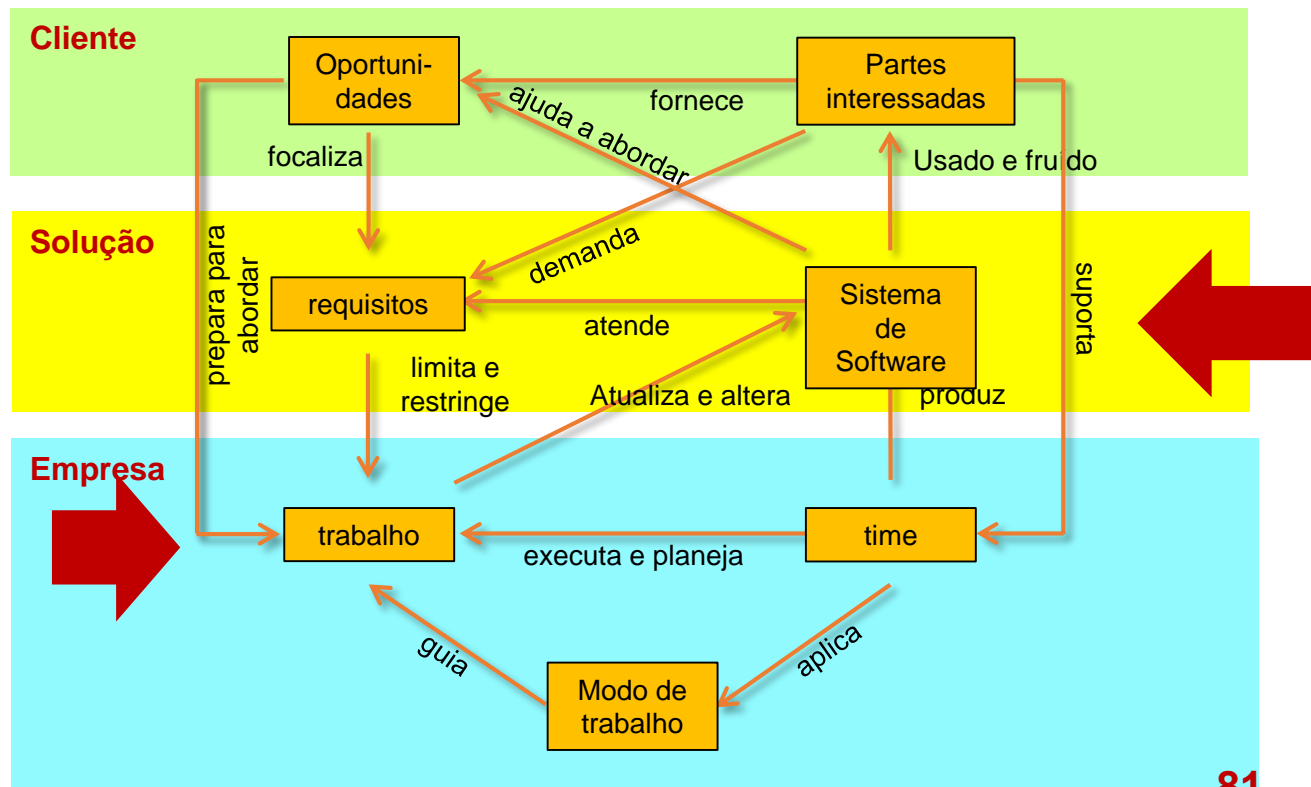 Cliente
Oportuni-
dades
Partes
interessadas
fornece
ajuda a abordar
focaliza
Usado e fruído
Solução
prepara para
abordar
demanda
suporta
requisitos
Sistema
de
Software
atende
limita e
restringe
Atualiza e altera
produz
Empresa
trabalho
time
executa e planeja
guia
aplica
Modo de
trabalho
81